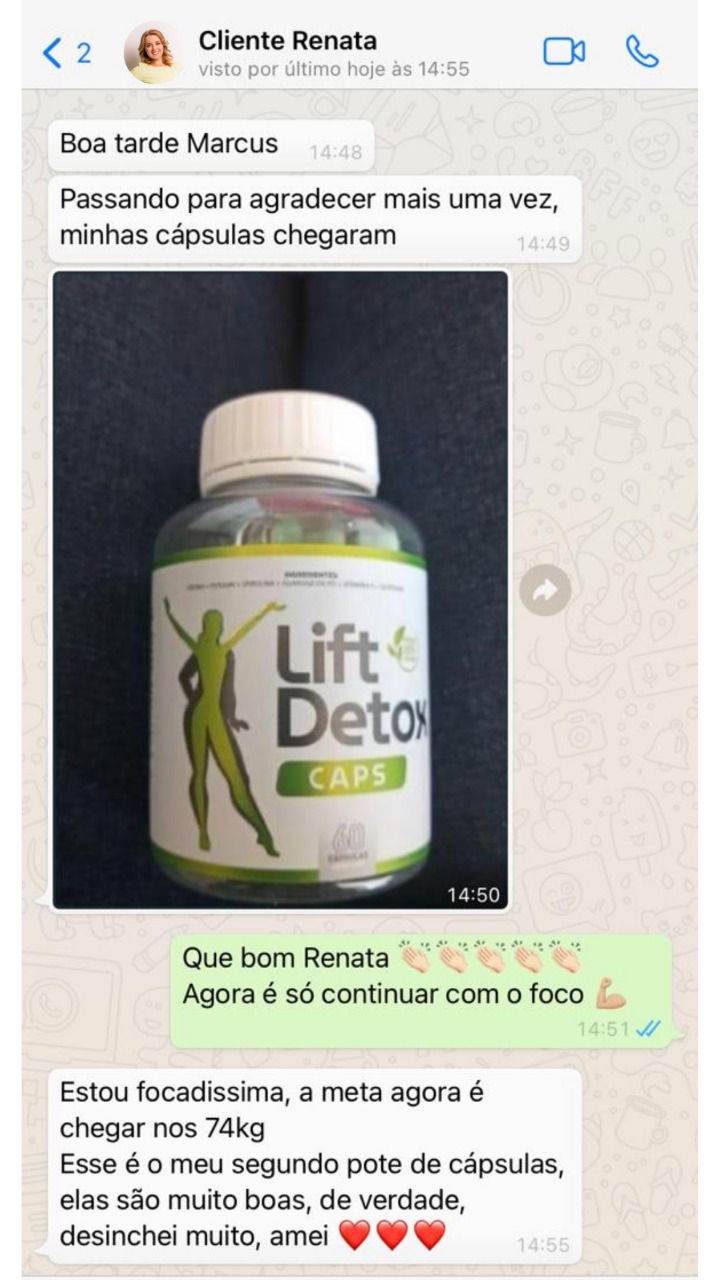 2
Cliente Renata
visto por último hoje às 14:55
Boa tarde Marcus
14:48
Passando para agradecer mais uma vez,
minhas cápsulas chegaram
14:49
INGREDIENTES
Lift
Detox
CAPS
60
CÁPSULAS
14:50
Que bom Renata 👏🏻👏🏻👏🏻👏🏻👏🏻
Agora é só continuar com o foco 💪🏼
14:51
Estou focadissima, a meta agora é
chegar nos 74kg
Esse é o meu segundo pote de cápsulas,
elas são muito boas, de verdade,
desinchei muito, amei ❤️❤️❤️
14:55